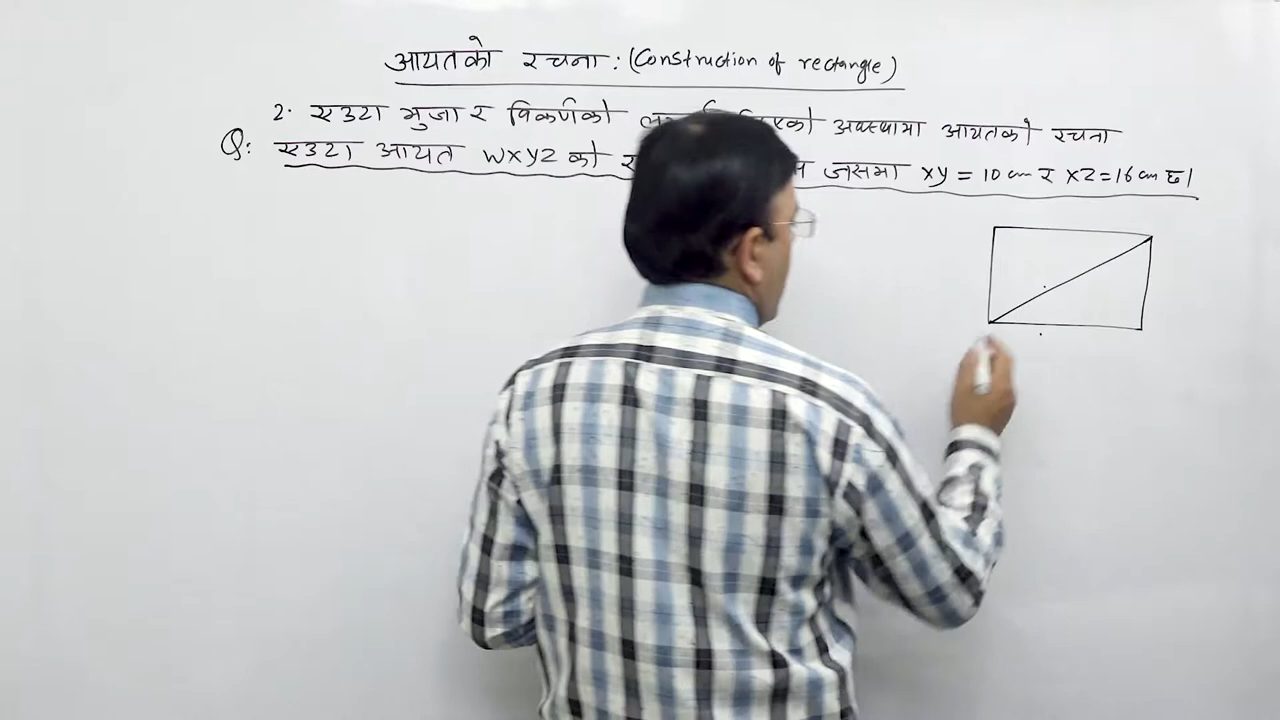 आयतको रचना : (Construction of rectangle)
2. एउटा भुजा र विकर्णको अवस्थामा आयतको रचना
Q: एउटा आयत WXYZ को जसमा XY = 10 cm र XZ = 16 cm छ।